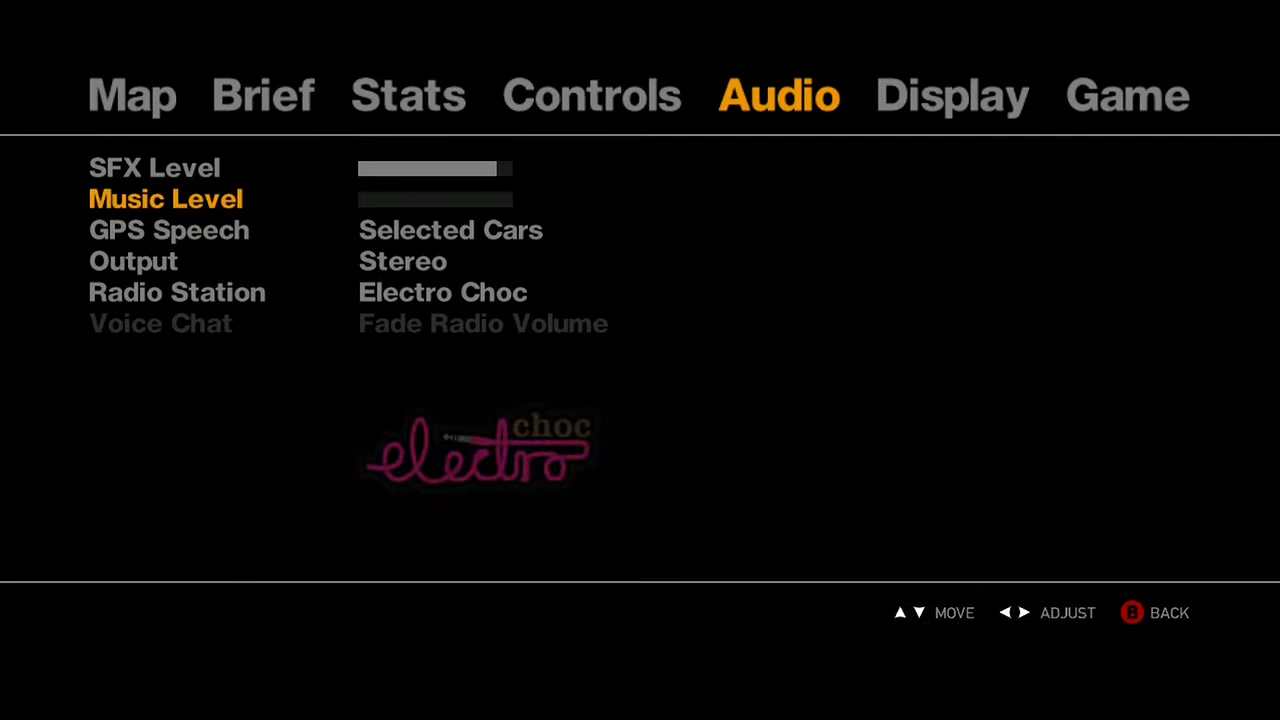 Map Brief Stats Controls Audio Display Game
SFX Level
Music Level
GPS Speech Selected Cars
Output Stereo
Radio Station Electro Choc
Voice Chat Fade Radio Volume
choc
electro
MOVE ADJUST B BACK